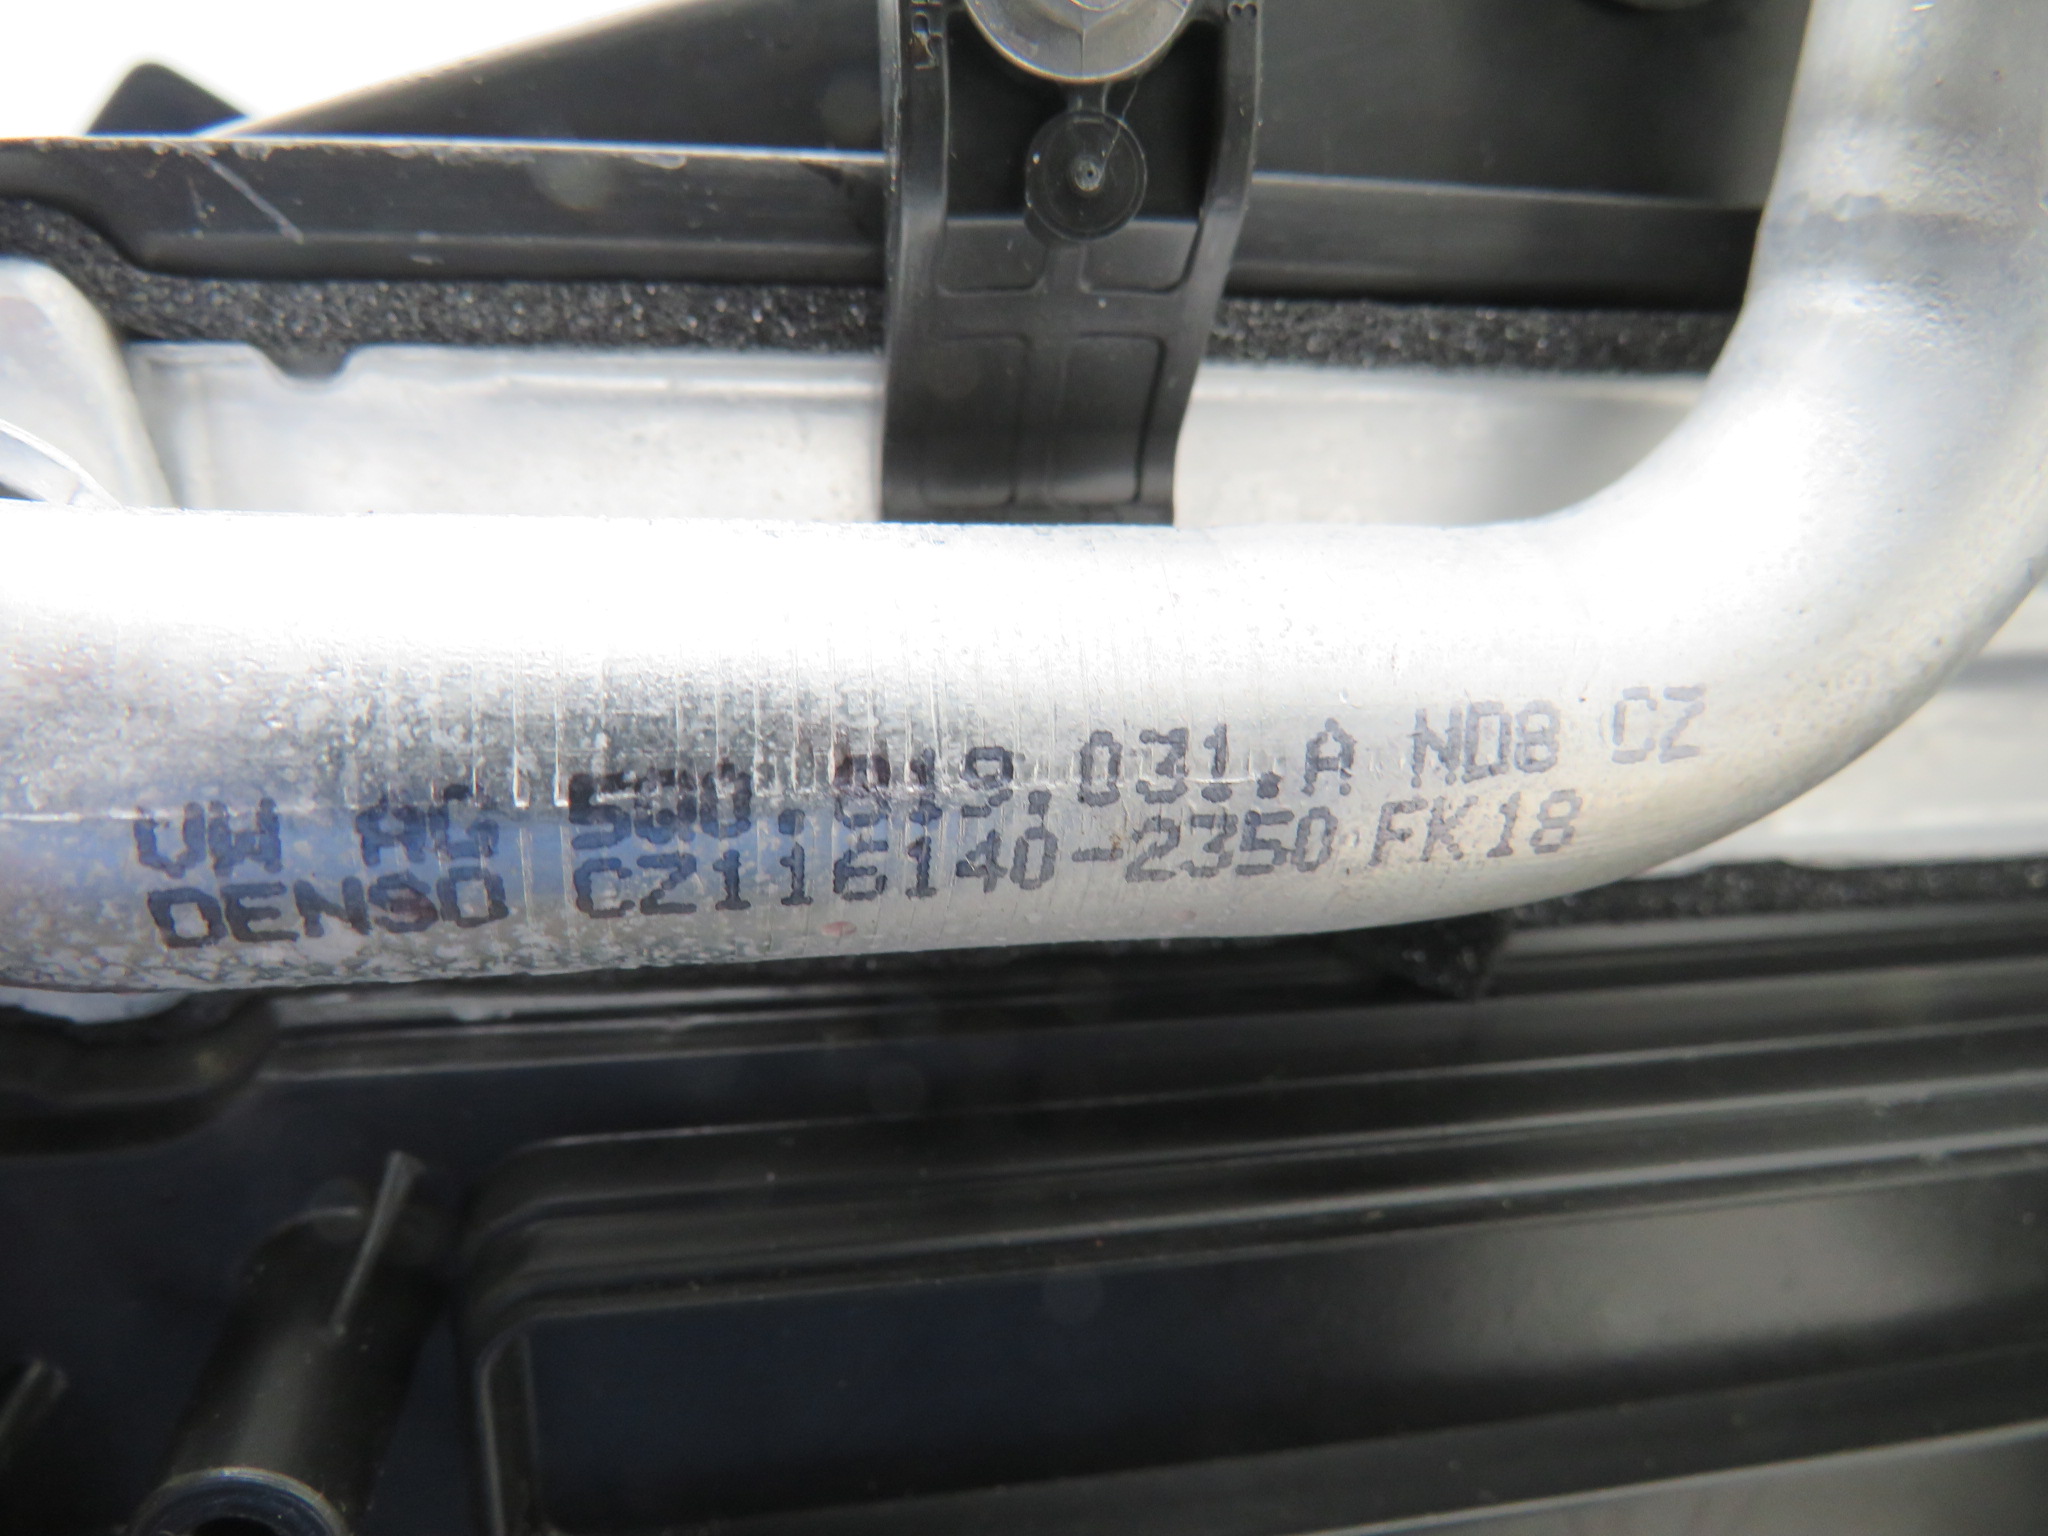 VW AG 5Q0.819.031.A ND8 CZ
DENSO CZ116140-2350 FK18